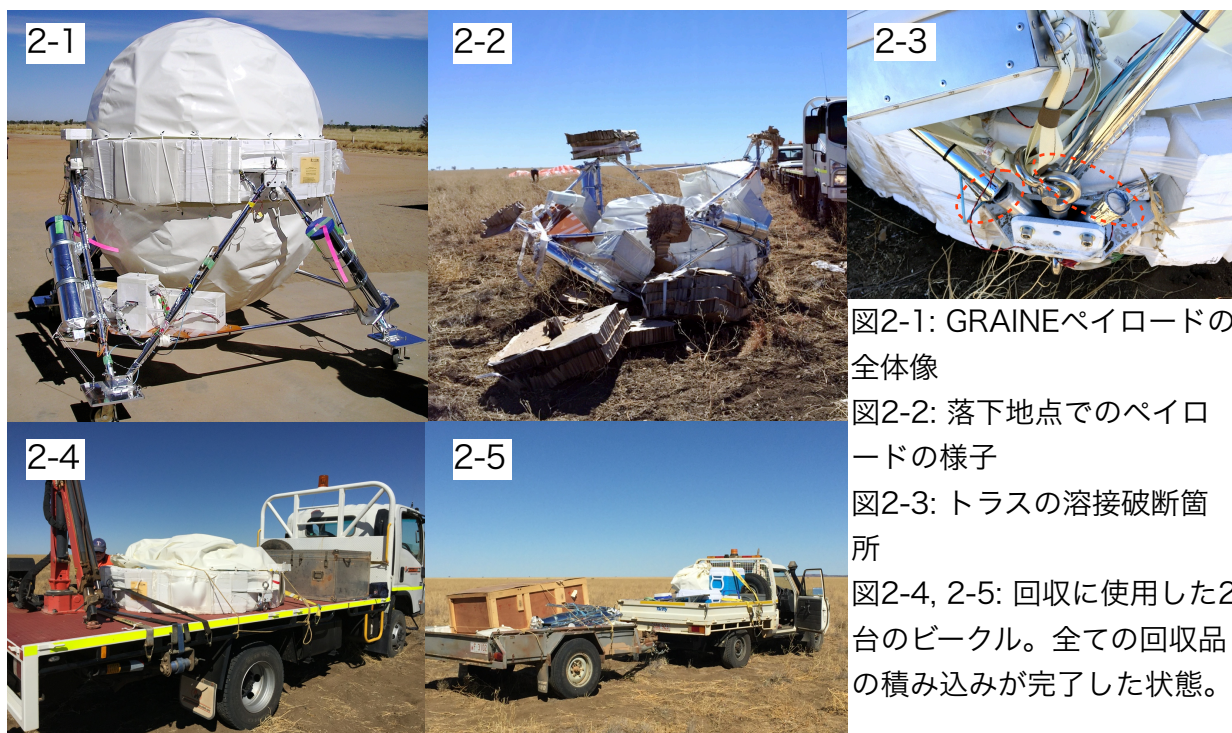 2-1
2-2
2-3
図2-1: GRAINEペイロードの
全体像
図2-2: 落下地点でのペイロ
ードの様子
図2-3: トラスの溶接破断箇
所
図2-4, 2-5: 回収に使用した2
台のビークル。全ての回収品
の積み込みが完了した状態。
2-4
2-5